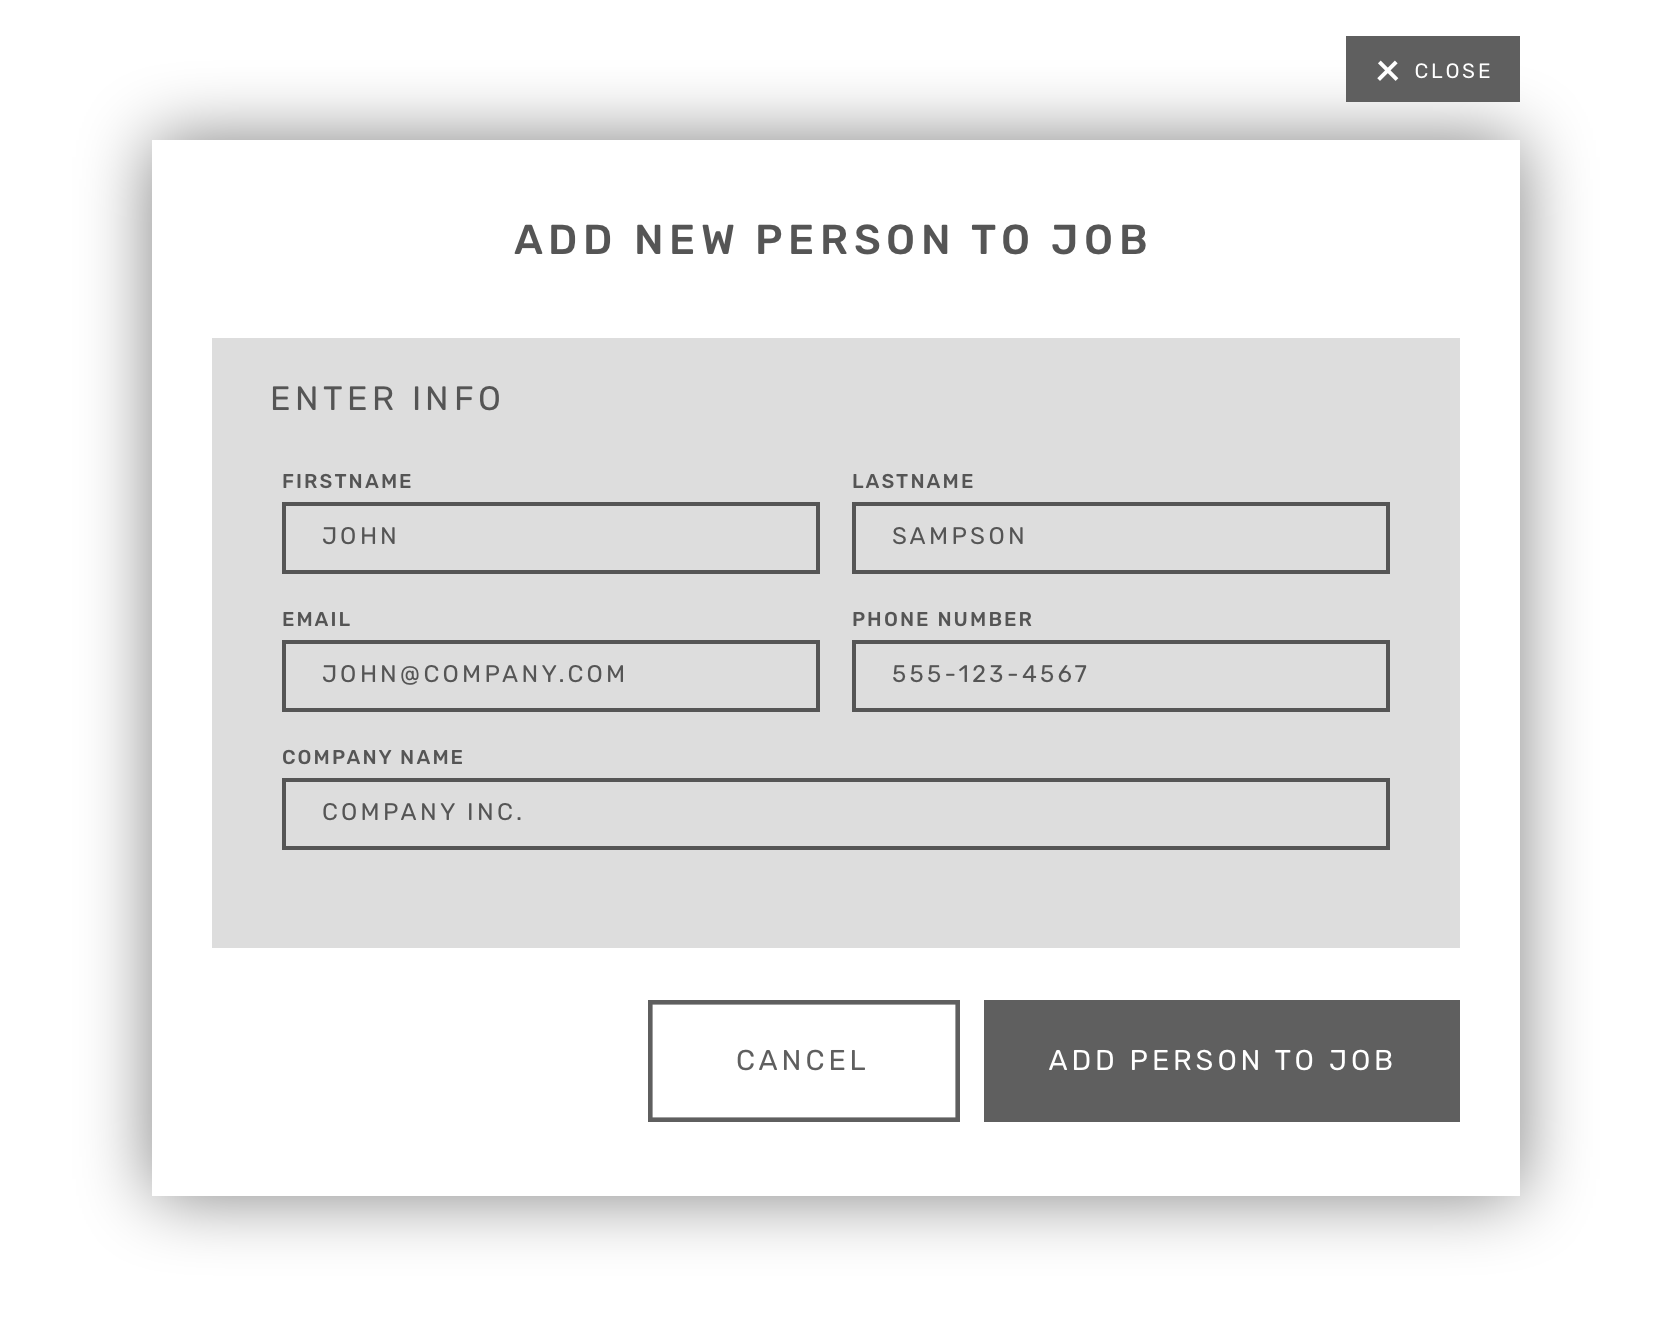 CLOSE
ADD NEW PERSON TO JOB
ENTER INFO
FIRSTNAME
LASTNAME
JOHN
SAMPSON
EMAIL
PHONE NUMBER
JOHN@COMPANY.COM
555-123-4567
COMPANY NAME
COMPANY INC.
CANCEL
ADD PERSON TO JOB